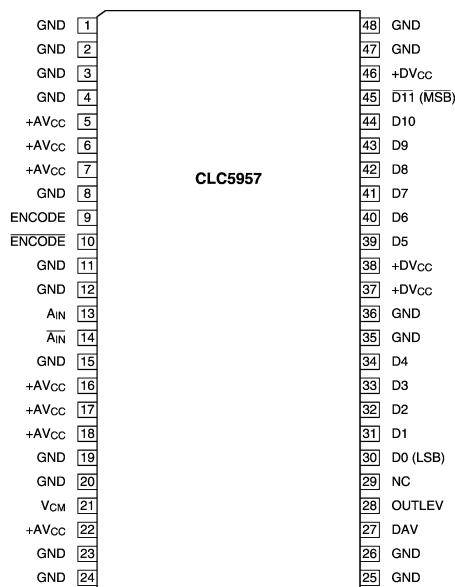 GND 1 48 GND
GND 2 47 GND
GND 3 46 +DVCC
GND 4 45 D̅1̅1̅ (M̅S̅B̅)
+AVCC 5 44 D10
+AVCC 6 43 D9
+AVCC 7 42 D8
CLC5957
GND 8 41 D7
ENCODE 9 40 D6
E̅N̅C̅O̅D̅E̅ 10 39 D5
GND 11 38 +DVCC
GND 12 37 +DVCC
AIN 13 36 GND
A̅I̅N̅ 14 35 GND
GND 15 34 D4
+AVCC 16 33 D3
+AVCC 17 32 D2
+AVCC 18 31 D1
GND 19 30 D0 (LSB)
GND 20 29 NC
VCM 21 28 OUTLEV
+AVCC 22 27 DAV
GND 23 26 GND
GND 24 25 GND